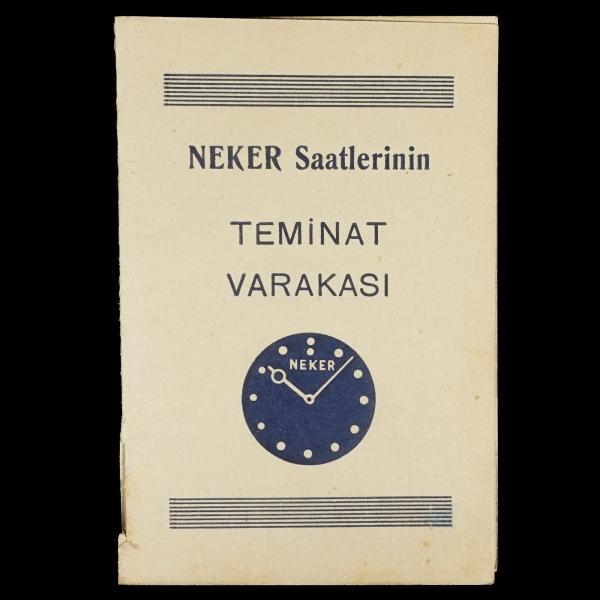 NEKER Saatlerinin
TEMİNAT
VARAKASI
NEKER